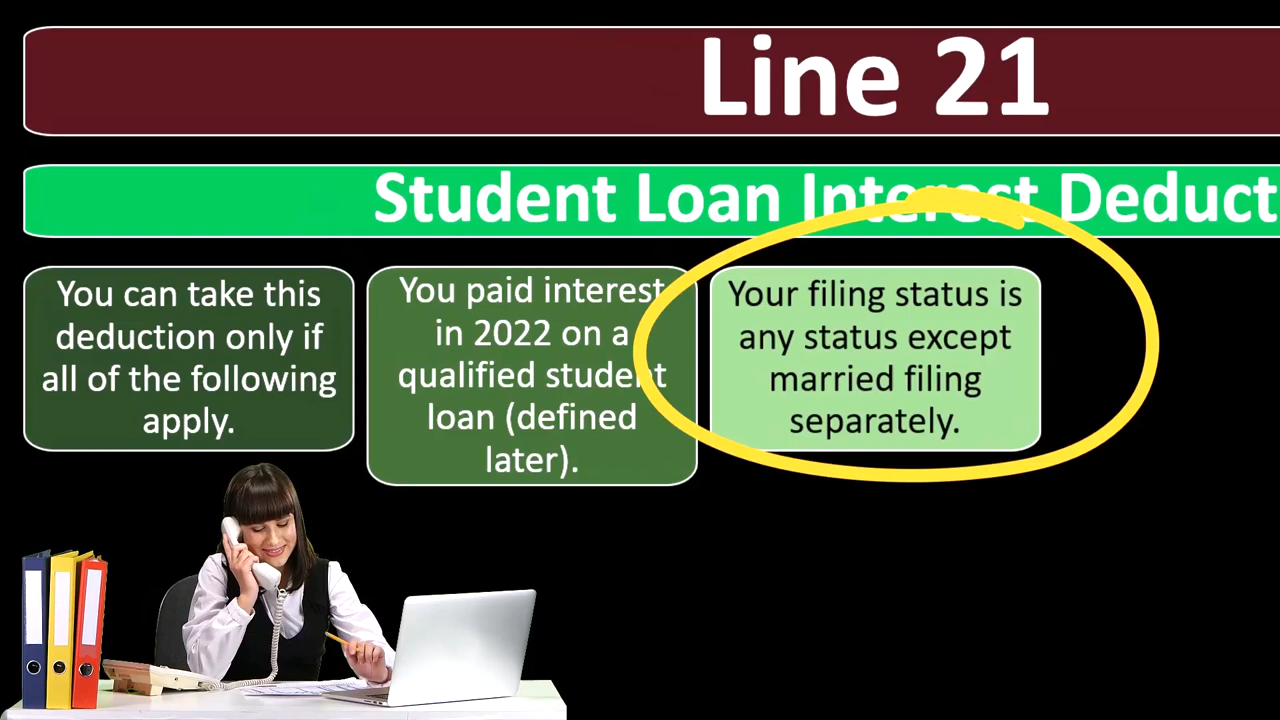 Line 21
Student Loan Interest Deduct
You can take this
deduction only if
all of the following
apply.
You paid interest
in 2022 on a
qualified student
loan (defined
later).
Your filing status is
any status except
married filing
separately.